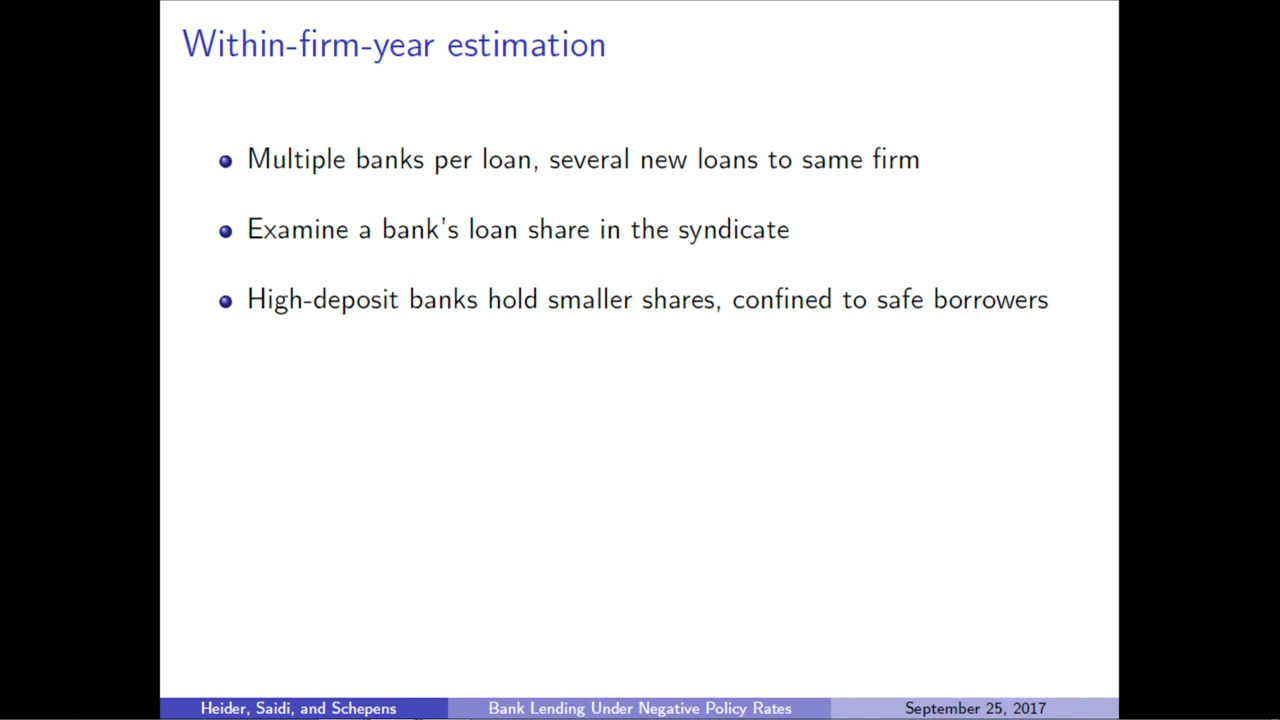 Within-firm-year estimation
Multiple banks per loan, several new loans to same firm
Examine a bank's loan share in the syndicate
High-deposit banks hold smaller shares, confined to safe borrowers
Heider, Saidi, and Schepens
Bank Lending Under Negative Policy Rates
September 25, 2017